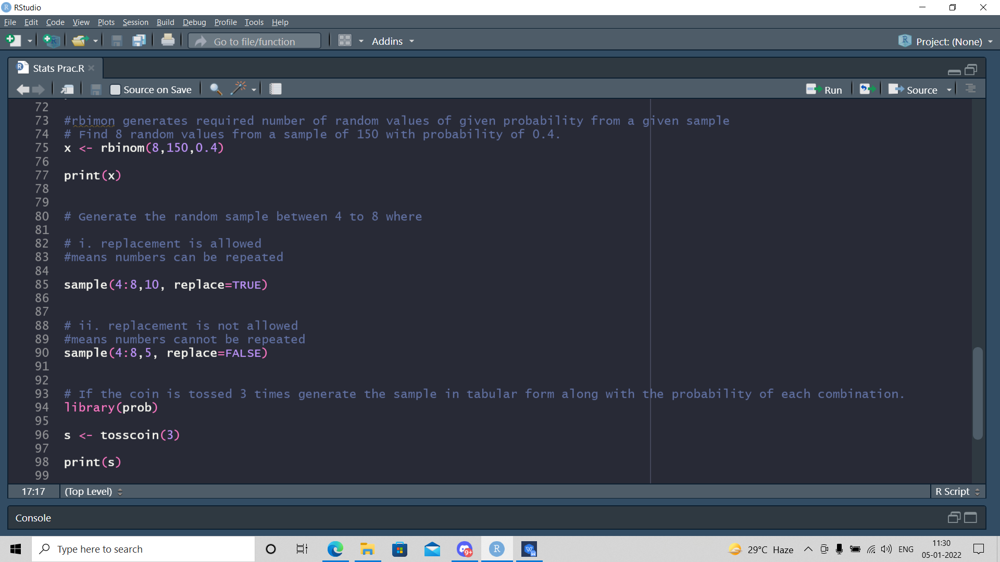 RStudio
File Edit Code View Plots Session Build Debug Profile Tools Help
Go to file/function Addins Project: (None)
Stats Prac.R
Source on Save Run Source
72
73 #rbimon generates required number of random values of given probability from a given sample
74 # Find 8 random values from a sample of 150 with probability of 0.4.
75 x <- rbinom(8,150,0.4)
76
77 print(x)
78
79
80 # Generate the random sample between 4 to 8 where
81
82 # i. replacement is allowed
83 #means numbers can be repeated
84
85 sample(4:8,10, replace=TRUE)
86
87
88 # ii. replacement is not allowed
89 #means numbers cannot be repeated
90 sample(4:8,5, replace=FALSE)
91
92
93 # If the coin is tossed 3 times generate the sample in tabular form along with the probability of each combination.
94 library(prob)
95
96 s <- tosscoin(3)
97
98 print(s)
99
17:17 (Top Level) R Script
Console
Type here to search 9+ R W 29°C Haze ENG 11:30
05-01-2022